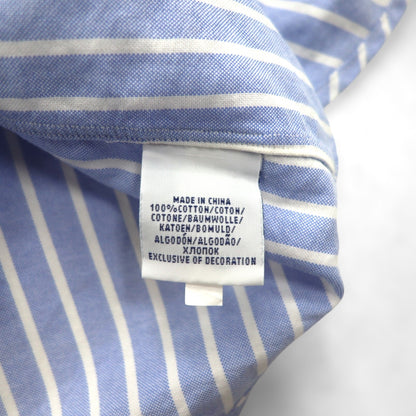 MADE IN CHINA
100%COTTON/COTON/
COTONE/BAUMWOLLE/
KATOEN/BOMULD/
ALGODÓN/ALGODÃO/
ХЛОПОК
EXCLUSIVE OF DECORATION